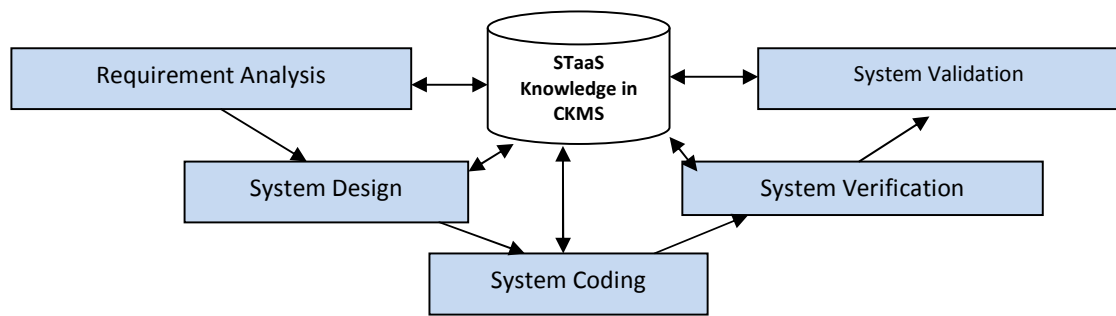 Requirement Analysis
STaaS
Knowledge in
CKMS
System Validation
System Design
System Verification
System Coding